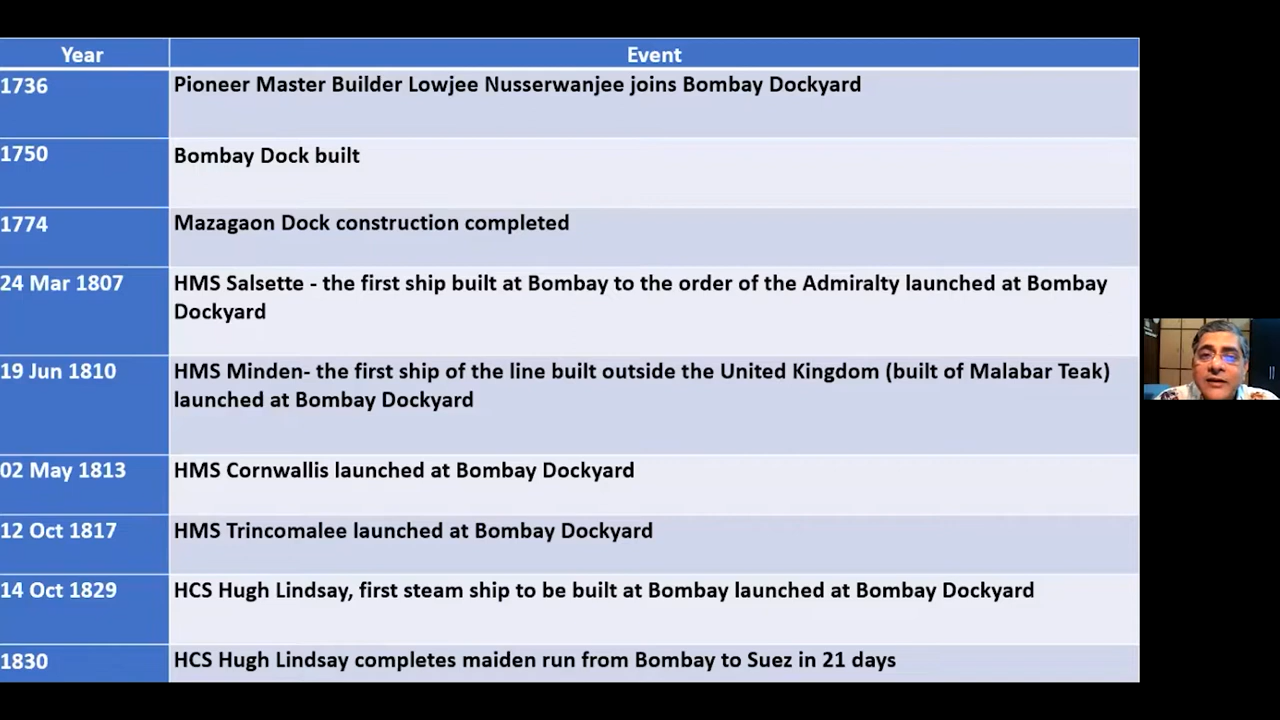 Year Event
1736 Pioneer Master Builder Lowjee Nusserwanjee joins Bombay Dockyard
1750 Bombay Dock built
1774 Mazagaon Dock construction completed
24 Mar 1807 HMS Salsette - the first ship built at Bombay to the order of the Admiralty launched at Bombay
Dockyard
19 Jun 1810 HMS Minden- the first ship of the line built outside the United Kingdom (built of Malabar Teak)
launched at Bombay Dockyard
02 May 1813 HMS Cornwallis launched at Bombay Dockyard
12 Oct 1817 HMS Trincomalee launched at Bombay Dockyard
14 Oct 1829 HCS Hugh Lindsay, first steam ship to be built at Bombay launched at Bombay Dockyard
1830 HCS Hugh Lindsay completes maiden run from Bombay to Suez in 21 days